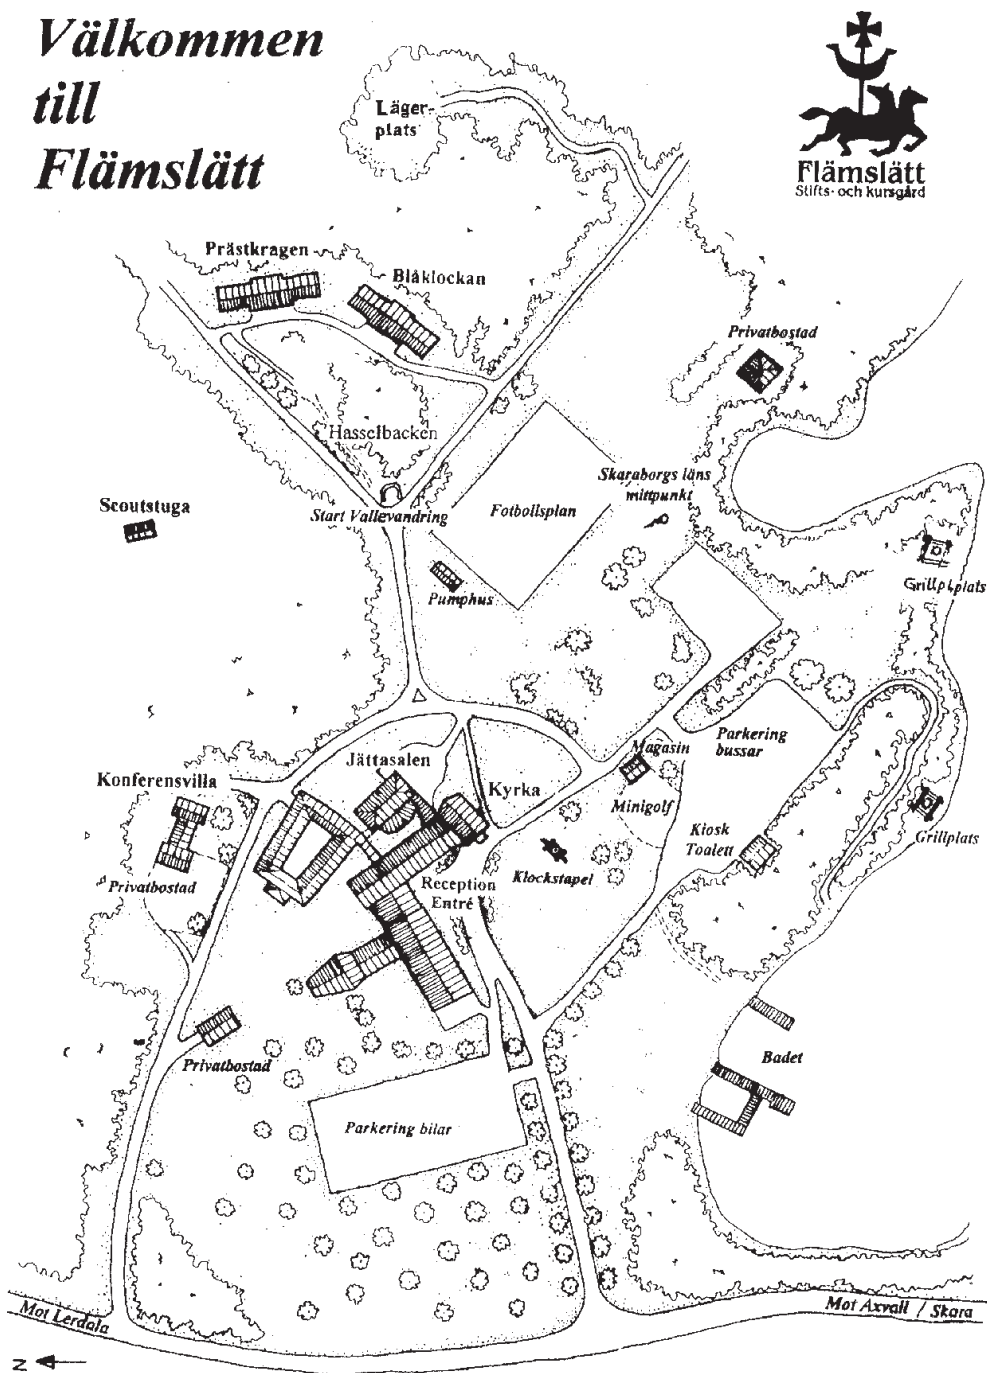 Välkommen
till
Flämslätt
Flämslätt
Stifts- och kursgård
Läger-
plats
Prästkragen
Blåklockan
Privatbostad
Hasselbacken
Skaraborgs läns
mittpunkt
Scoutstuga
Start Vallevandring
Fotbollsplan
Grillplplats
Pumphus
Parkering
bussar
Magasin
Jättasalen
Konferensvilla
Kyrka
Minigolf
Kiosk
Toalett
Grillplats
Klockstapel
Privatbostad
Reception
Entré
Badet
Privatbostad
Parkering bilar
Mot Lerdala
Mot Axvall / Skara
N